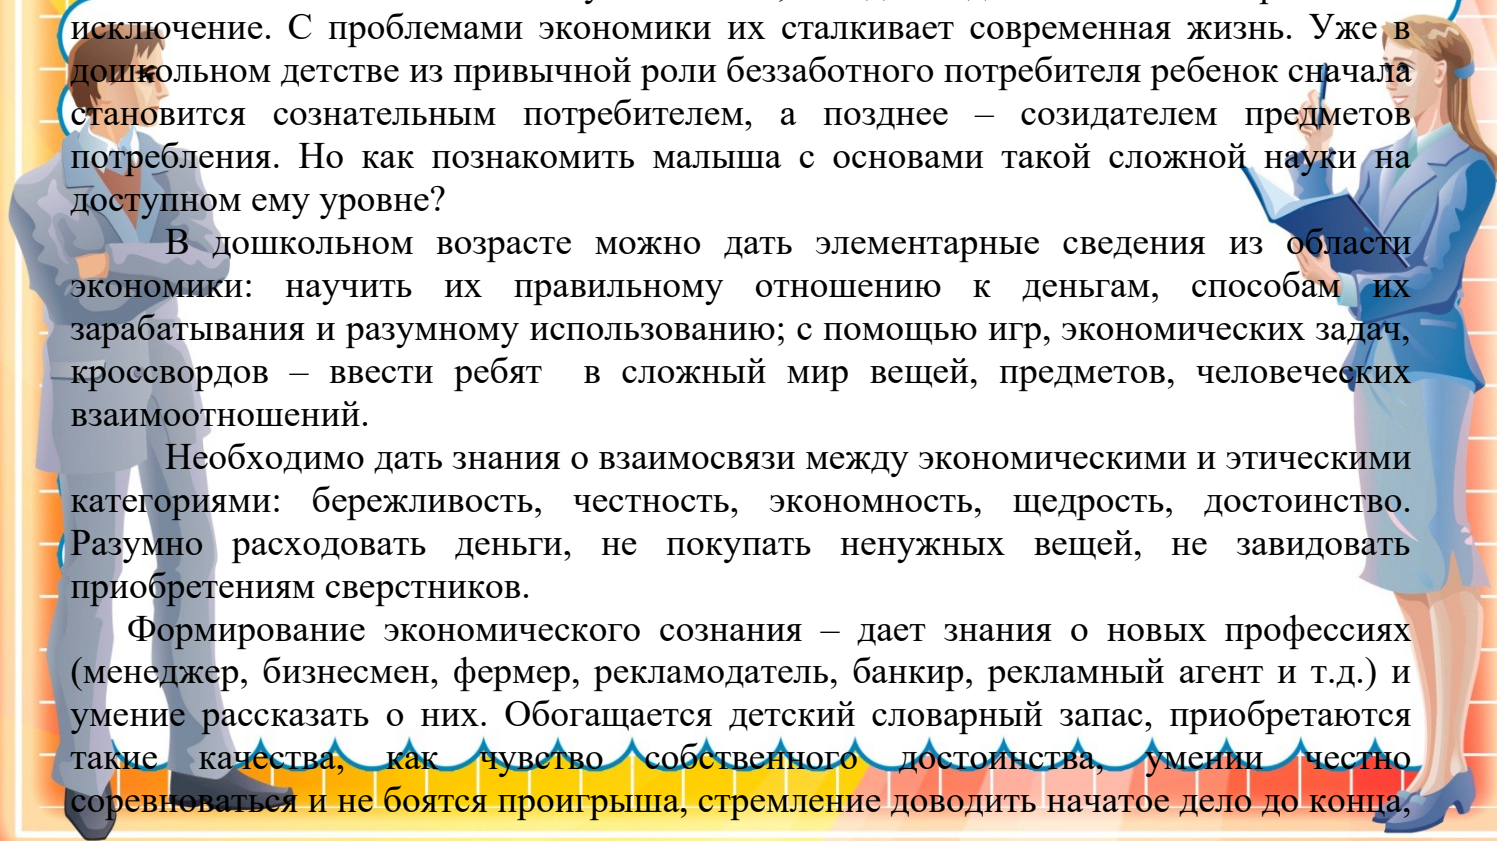 исключение. С проблемами экономики их сталкивает современная жизнь. Уже в
дошкольном детстве из привычной роли беззаботного потребителя ребенок сначала
становится сознательным потребителем, а позднее – созидателем предметов
потребления. Но как познакомить малыша с основами такой сложной науки на
доступном ему уровне?
В дошкольном возрасте можно дать элементарные сведения из области
экономики: научить их правильному отношению к деньгам, способам их
зарабатывания и разумному использованию; с помощью игр, экономических задач,
кроссвордов – ввести ребят в сложный мир вещей, предметов, человеческих
взаимоотношений.
Необходимо дать знания о взаимосвязи между экономическими и этическими
категориями: бережливость, честность, экономность, щедрость, достоинство.
Разумно расходовать деньги, не покупать ненужных вещей, не завидовать
приобретениям сверстников.
Формирование экономического сознания – дает знания о новых профессиях
(менеджер, бизнесмен, фермер, рекламодатель, банкир, рекламный агент и т.д.) и
умение рассказать о них. Обогащается детский словарный запас, приобретаются
такие качества, как чувство собственного достоинства, умении честно
соревноваться и не боятся проигрыша, стремление доводить начатое дело до конца,